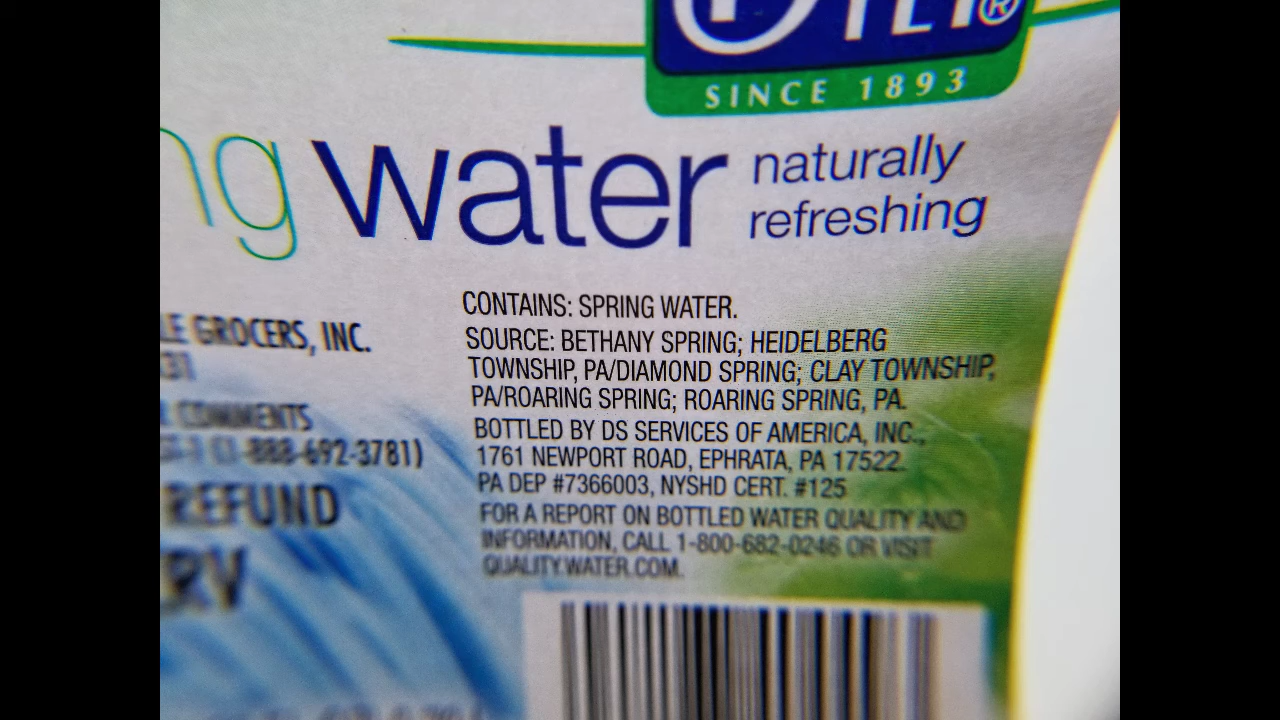 SINCE 1893
ng water naturally
refreshing
CONTAINS: SPRING WATER.
SOURCE: BETHANY SPRING; HEIDELBERG
TOWNSHIP, PA/DIAMOND SPRING; CLAY TOWNSHIP,
PA/ROARING SPRING; ROARING SPRING, PA.
BOTTLED BY DS SERVICES OF AMERICA, INC.,
1761 NEWPORT ROAD, EPHRATA, PA 17522.
PA DEP #7366003, NYSHD CERT. #125
FOR A REPORT ON BOTTLED WATER QUALITY AND
INFORMATION, CALL 1-800-682-0246 OR VISIT
QUALITYWATER.COM.
LE GROCERS, INC.
31
COMMENTS
-888-692-3781)
REFUND
RV